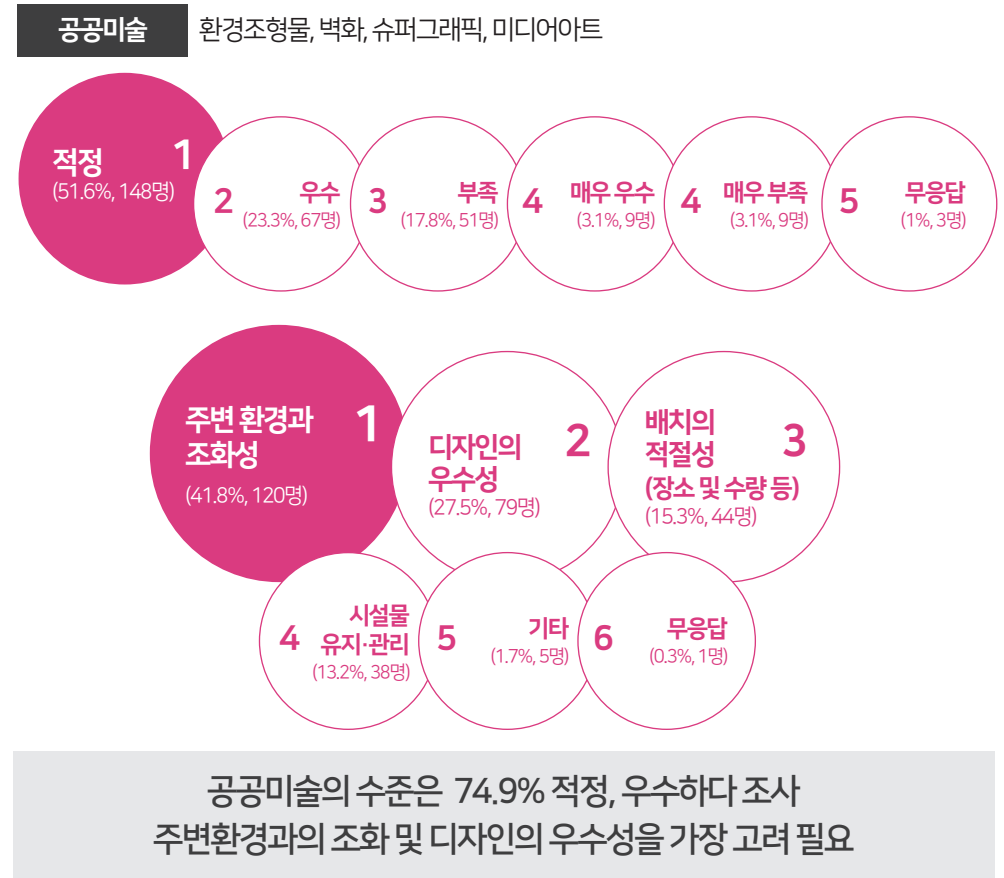 공공미술 환경조형물, 벽화, 슈퍼그래픽, 미디어아트
적정 1
(51.6%, 148명)
2 우수
(23.3%, 67명)
3 부족
(17.8%, 51명)
4 매우 우수
(3.1%, 9명)
4 매우 부족
(3.1%, 9명)
5 무응답
(1%, 3명)
주변 환경과 1
조화성
(41.8%, 120명)
디자인의 2
우수성
(27.5%, 79명)
배치의 3
적절성
(장소 및 수량 등)
(15.3%, 44명)
4 시설물
유지·관리
(13.2%, 38명)
5 기타
(1.7%, 5명)
6 무응답
(0.3%, 1명)
공공미술의 수준은 74.9% 적정, 우수하다 조사
주변환경과의 조화 및 디자인의 우수성을 가장 고려 필요